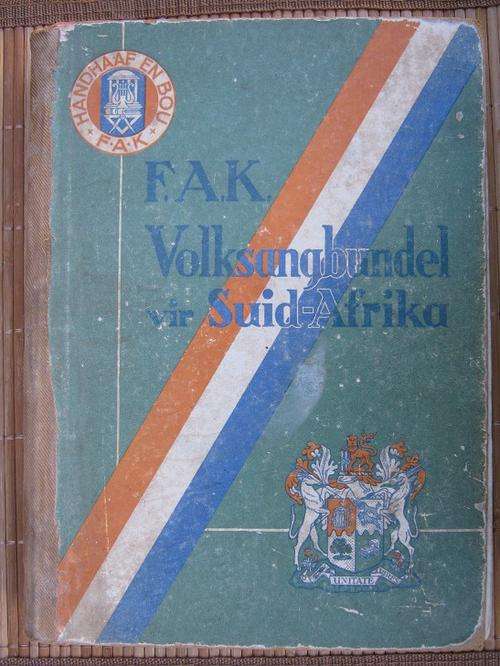 HANDHAAF EN BOU
F·A·K
F.A.K.
Volksangbundel
vir Suid-Afrika
UNITATE